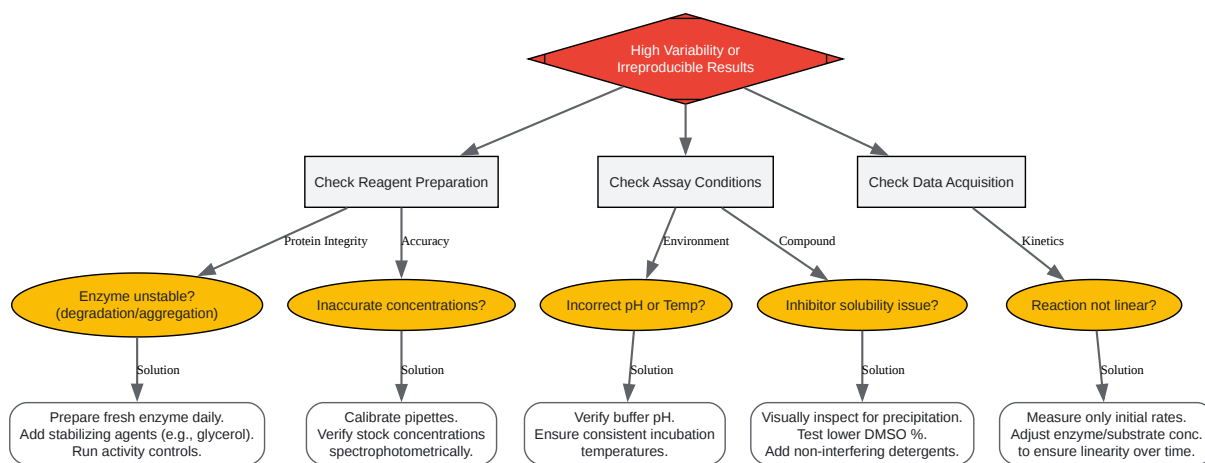 High Variability or
Irreproducible Results
Check Reagent Preparation
Check Assay Conditions
Check Data Acquisition
Protein Integrity
Accuracy
Environment
Compound
Kinetics
Enzyme unstable?
(degradation/aggregation)
Inaccurate concentrations?
Incorrect pH or Temp?
Inhibitor solubility issue?
Reaction not linear?
Solution
Solution
Solution
Solution
Solution
Prepare fresh enzyme daily.
Add stabilizing agents (e.g., glycerol).
Run activity controls.
Calibrate pipettes.
Verify stock concentrations
spectrophotometrically.
Verify buffer pH.
Ensure consistent incubation
temperatures.
Visually inspect for precipitation.
Test lower DMSO %.
Add non-interfering detergents.
Measure only initial rates.
Adjust enzyme/substrate conc.
to ensure linearity over time.